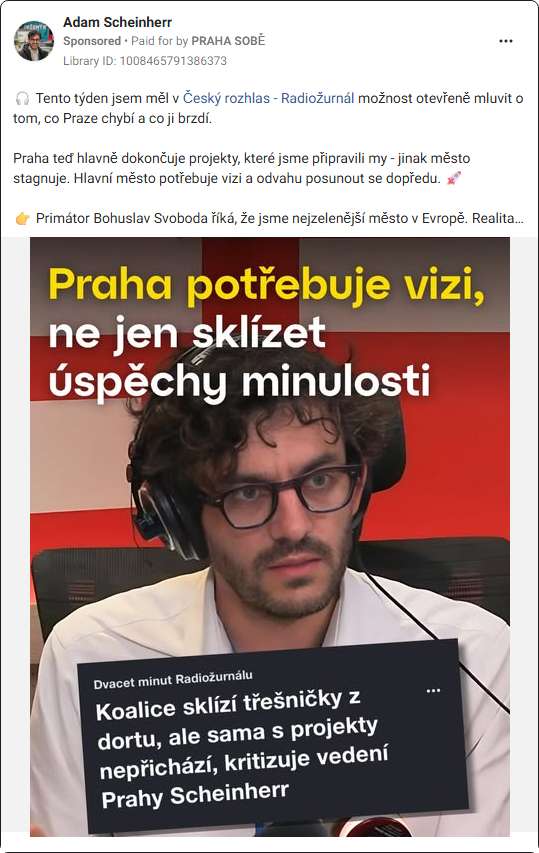 Adam Scheinherr
Sponsored • Paid for by PRAHA SOBĚ
Library ID: 1008465791386373
🎧 Tento týden jsem měl v Český rozhlas - Radiožurnál možnost otevřeně mluvit o
tom, co Praze chybí a co ji brzdí.
Praha teď hlavně dokončuje projekty, které jsme připravili my - jinak město
stagnuje. Hlavní město potřebuje vizi a odvahu posunout se dopředu. 🚀
👉 Primátor Bohuslav Svoboda říká, že jsme nejzelenější město v Evropě. Realita...
Praha potřebuje vizi,
ne jen sklízet
úspěchy minulosti
Dvacet minut Radiožurnálu
Koalice sklízí třešničky z
dortu, ale sama s projekty
nepřichází, kritizuje vedení
Prahy Scheinherr